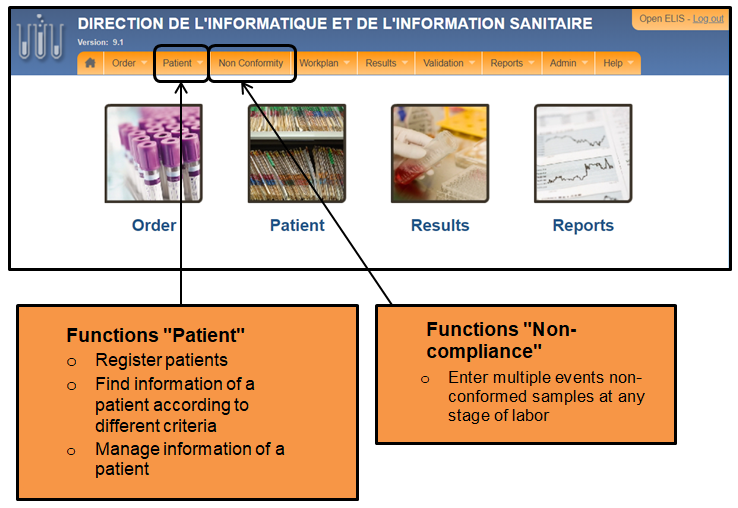 DIRECTION DE L'INFORMATIQUE ET DE L'INFORMATION SANITAIRE
Open ELIS - Log out
Version: 9.1
Order Patient Non Conformity Workplan Results Validation Reports Admin Help
Order Patient Results Reports
Functions "Patient"
o Register patients
o Find information of a
patient according to
different criteria
o Manage information of a
patient
Functions "Non-
compliance"
o Enter multiple events non-
conformed samples at any
stage of labor